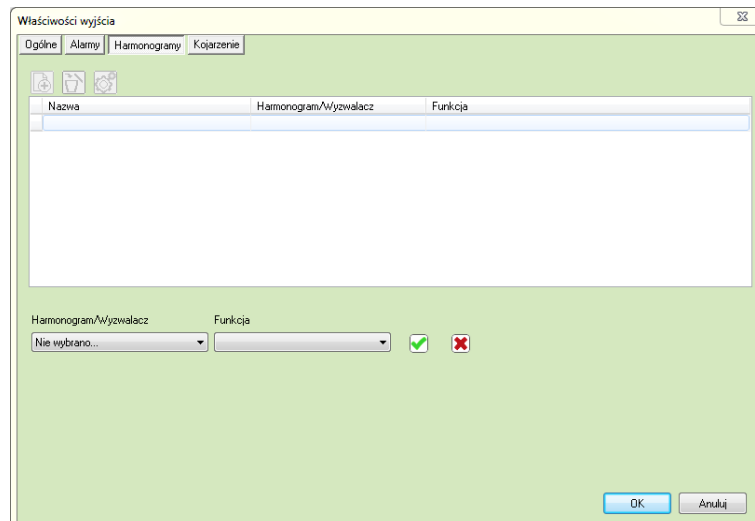 Właściwości wyjścia
Ogólne Alarmy Harmonogramy Kojarzenie
Nazwa Harmonogram/Wyzwalacz Funkcja
Harmonogram/Wyzwalacz Funkcja
Nie wybrano...
OK Anuluj